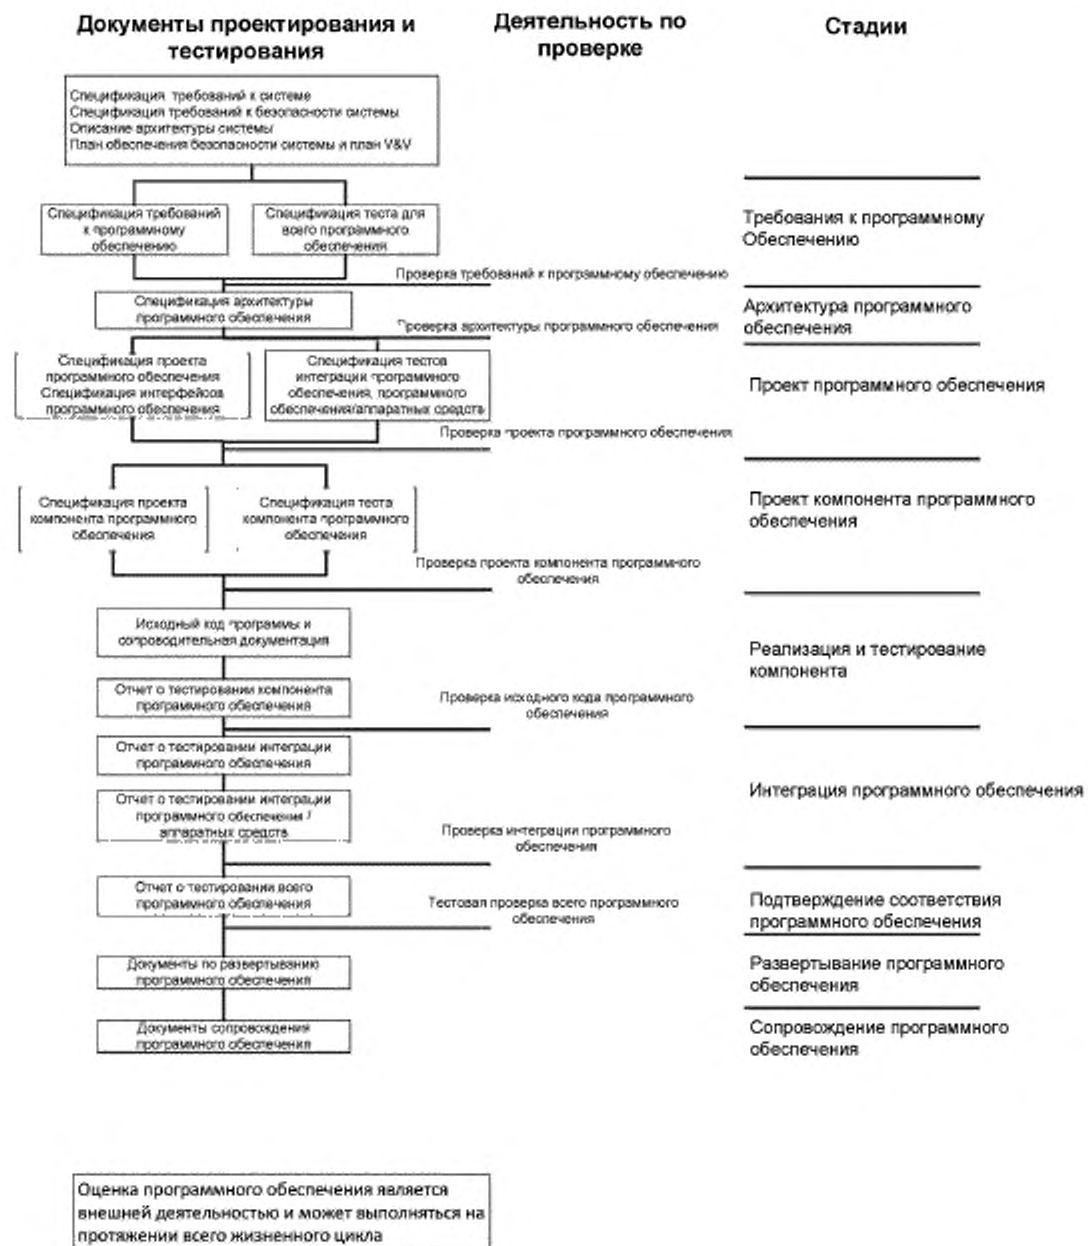 Документы проектирования и
тестирования
Деятельность по
проверке
Стадии
Спецификация требований к системе
Спецификация требований к безопасности системы
Описание архитектуры системы
План обеспечения безопасности системы и план V&V
Спецификация требований
к программному
обеспечению
Спецификация теста для
всего программного
обеспечения
Требования к программному
Обеспечению
Проверка требований к программному обеспечению
Спецификация архитектуры
программного обеспечения
Архитектура программного
обеспечения
Проверка архитектуры программного обеспечения
Спецификация проекта
программного обеспечения
Спецификация интерфейсов
программного обеспечения
Спецификация тестов
интеграции программного
обеспечения, программного
обеспечения/аппаратных средств
Проект программного обеспечения
Проверка проекта программного обеспечения
Спецификация проекта
компонента программного
обеспечения
Спецификация теста
компонента программного
обеспечения
Проект компонента программного
обеспечения
Проверка проекта компонента программного
обеспечения
Исходный код программы и
сопроводительная документация
Реализация и тестирование
компонента
Отчет о тестировании компонента
программного обеспечения
Проверка исходного кода программного
обеспечения
Отчет о тестировании интеграции
программного обеспечения
Интеграция программного обеспечения
Отчет о тестировании интеграции
программного обеспечения /
аппаратных средств
Проверка интеграции программного
обеспечения
Отчет о тестировании всего
программного обеспечения
Тестовая проверка всего программного
обеспечения
Подтверждение соответствия
программного обеспечения
Документы по развертыванию
программного обеспечения
Развертывание программного
обеспечения
Документы сопровождения
программного обеспечения
Сопровождение программного
обеспечения
Оценка программного обеспечения является
внешней деятельностью и может выполняться на
протяжении всего жизненного цикла